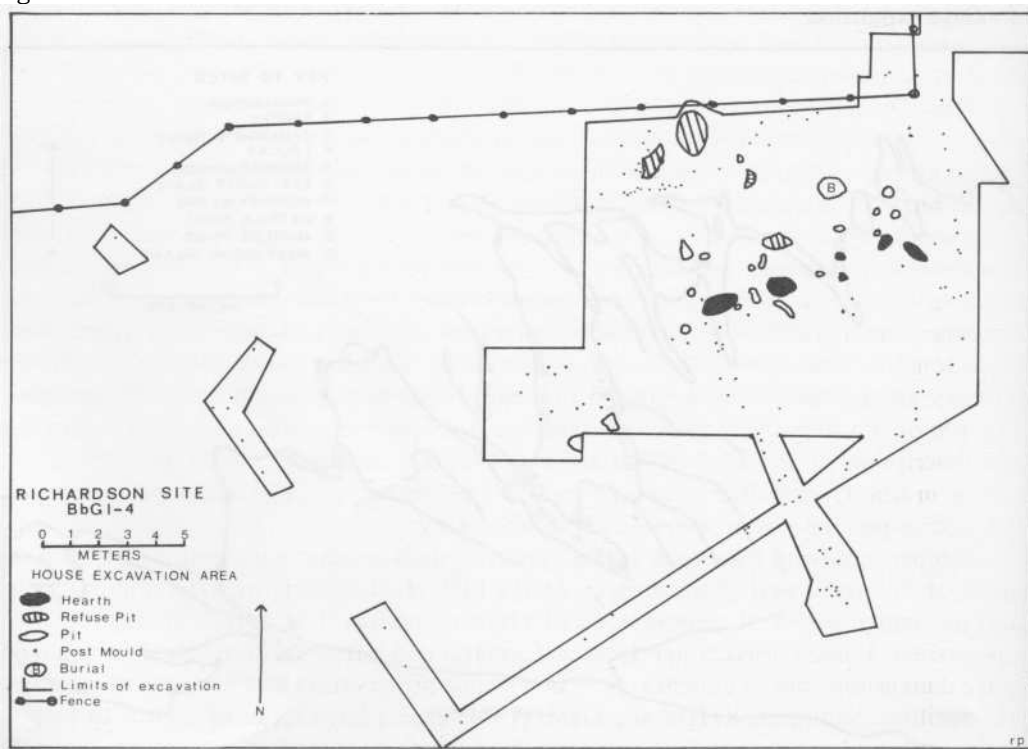 B
RICHARDSON SITE
BbGl-4
0 1 2 3 4 5
METERS
HOUSE EXCAVATION AREA
Hearth
Refuse Pit
Pit
Post Mould
B Burial
Limits of excavation
Fence
N
rp